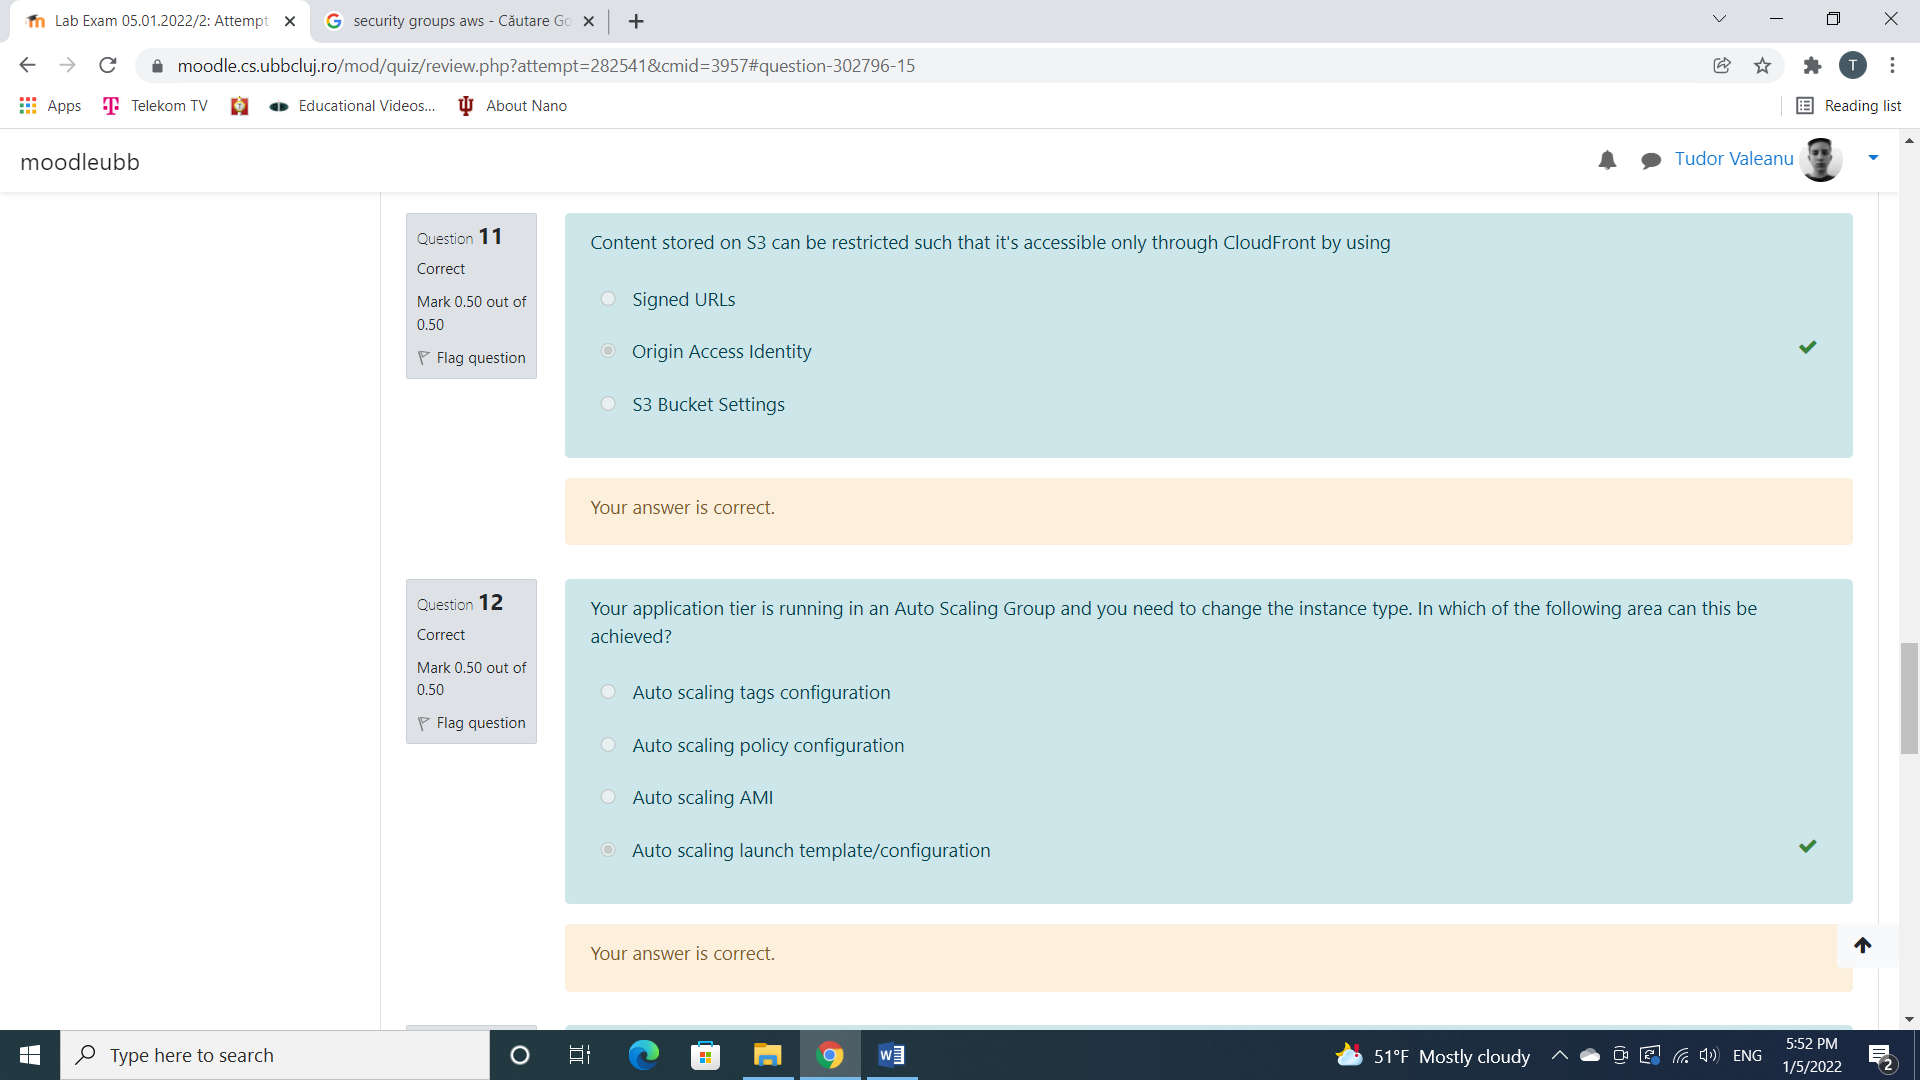 Lab Exam 05.01.2022/2: Attempt
security groups aws - Căutare Go
moodle.cs.ubbcluj.ro/mod/quiz/review.php?attempt=282541&cmid=3957#question-302796-15
T
Apps
Telekom TV
Educational Videos...
About Nano
Reading list
moodleubb
Tudor Valeanu
Question 11
Correct
Mark 0.50 out of
0.50
Flag question
Content stored on S3 can be restricted such that it's accessible only through CloudFront by using
Signed URLs
Origin Access Identity
S3 Bucket Settings
Your answer is correct.
Question 12
Correct
Mark 0.50 out of
0.50
Flag question
Your application tier is running in an Auto Scaling Group and you need to change the instance type. In which of the following area can this be
achieved?
Auto scaling tags configuration
Auto scaling policy configuration
Auto scaling AMI
Auto scaling launch template/configuration
Your answer is correct.
Type here to search
51°F Mostly cloudy
ENG
5:52 PM
1/5/2022
2